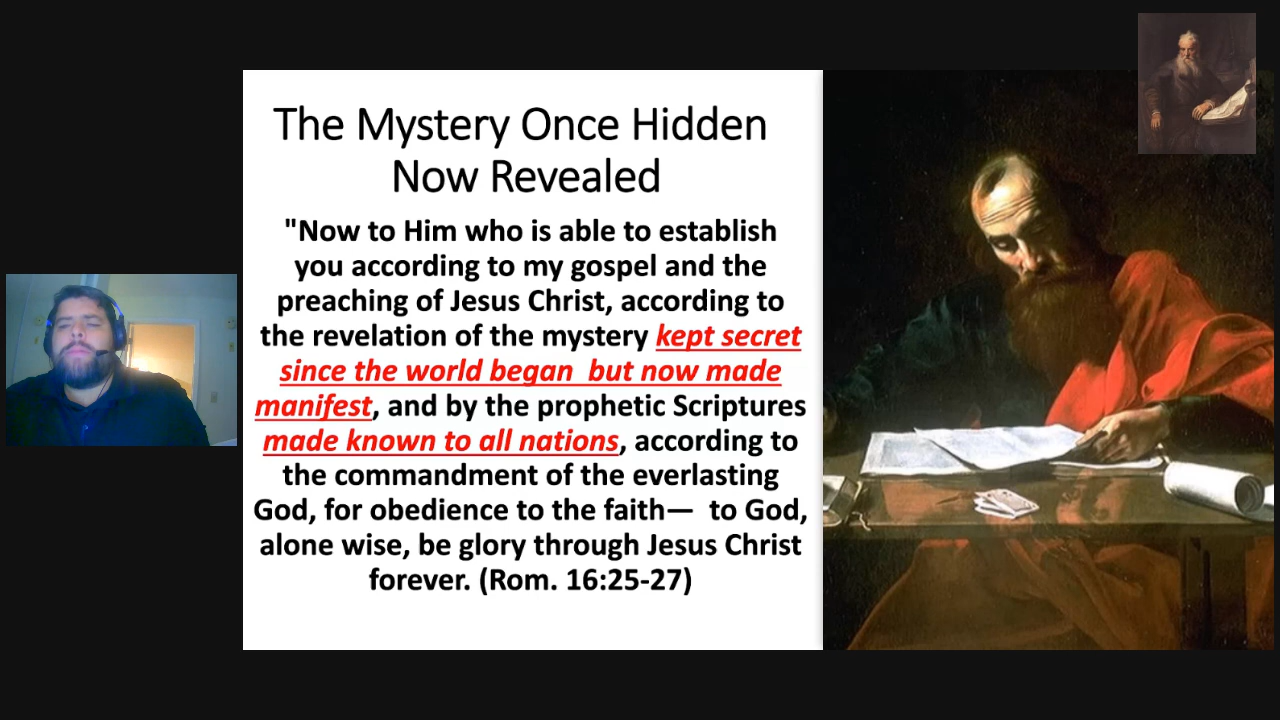 The Mystery Once Hidden
Now Revealed
"Now to Him who is able to establish
you according to my gospel and the
preaching of Jesus Christ, according to
the revelation of the mystery kept secret
since the world began  but now made
manifest, and by the prophetic Scriptures
made known to all nations, according to
the commandment of the everlasting
God, for obedience to the faith—  to God,
alone wise, be glory through Jesus Christ
forever. (Rom. 16:25-27)